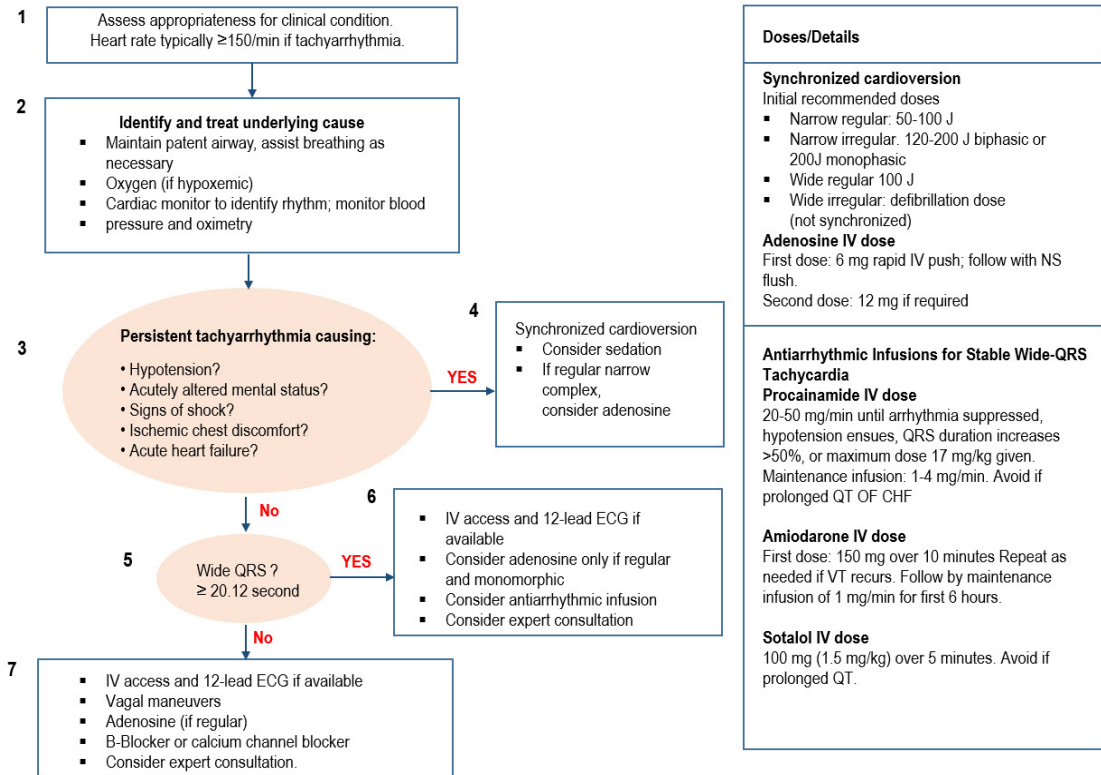 1
Assess appropriateness for clinical condition.
Heart rate typically ≥150/min if tachyarrhythmia.
2
Identify and treat underlying cause
▪ Maintain patent airway, assist breathing as
necessary
▪ Oxygen (if hypoxemic)
▪ Cardiac monitor to identify rhythm; monitor blood
▪ pressure and oximetry
3
Persistent tachyarrhythmia causing:
• Hypotension?
• Acutely altered mental status?
• Signs of shock?
• Ischemic chest discomfort?
• Acute heart failure?
YES
4
Synchronized cardioversion
▪ Consider sedation
▪ If regular narrow
complex,
consider adenosine
No
5
Wide QRS ?
≥ 20.12 second
YES
6
▪ IV access and 12-lead ECG if
available
▪ Consider adenosine only if regular
and monomorphic
▪ Consider antiarrhythmic infusion
▪ Consider expert consultation
No
7
▪ IV access and 12-lead ECG if available
▪ Vagal maneuvers
▪ Adenosine (if regular)
▪ B-Blocker or calcium channel blocker
▪ Consider expert consultation.
Doses/Details
Synchronized cardioversion
Initial recommended doses
▪ Narrow regular: 50-100 J
▪ Narrow irregular. 120-200 J biphasic or
200J monophasic
▪ Wide regular 100 J
▪ Wide irregular: defibrillation dose
(not synchronized)
Adenosine IV dose
First dose: 6 mg rapid IV push; follow with NS
flush.
Second dose: 12 mg if required
Antiarrhythmic Infusions for Stable Wide-QRS
Tachycardia
Procainamide IV dose
20-50 mg/min until arrhythmia suppressed,
hypotension ensues, QRS duration increases
>50%, or maximum dose 17 mg/kg given.
Maintenance infusion: 1-4 mg/min. Avoid if
prolonged QT OF CHF
Amiodarone IV dose
First dose: 150 mg over 10 minutes Repeat as
needed if VT recurs. Follow by maintenance
infusion of 1 mg/min for first 6 hours.
Sotalol IV dose
100 mg (1.5 mg/kg) over 5 minutes. Avoid if
prolonged QT.